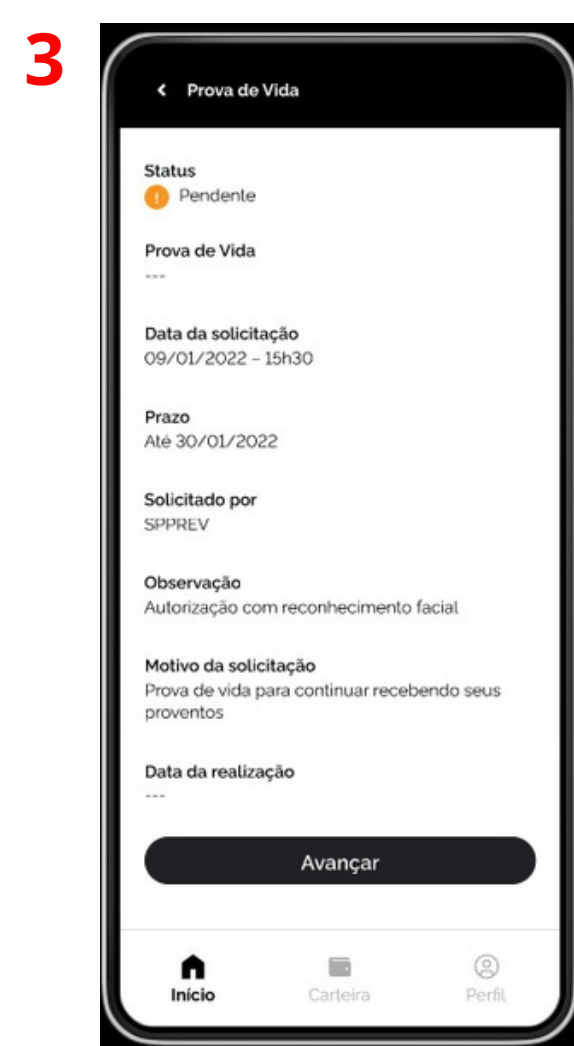 3
Prova de Vida
Status
! Pendente
Prova de Vida
---
Data da solicitação
09/01/2022 – 15h30
Prazo
Até 30/01/2022
Solicitado por
SPPREV
Observação
Autorização com reconhecimento facial
Motivo da solicitação
Prova de vida para continuar recebendo seus
proventos
Data da realização
---
Avançar
Início Carteira Perfil